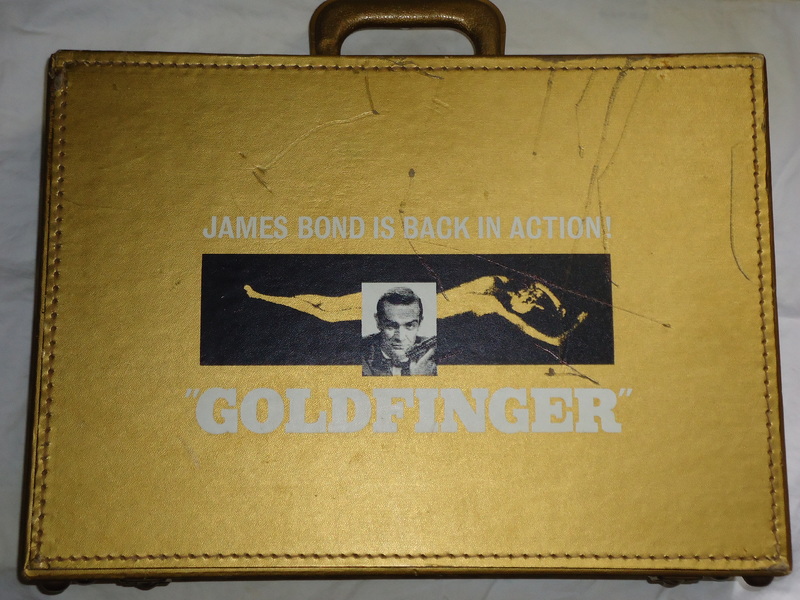 JAMES BOND IS BACK IN ACTION!
"GOLDFINGER"